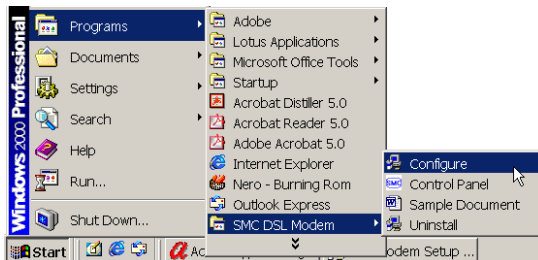 Windows 2000 Professional
Programs
Documents
Settings
Search
Help
Run...
Shut Down...
Adobe
Lotus Applications
Microsoft Office Tools
Startup
Acrobat Distiller 5.0
Acrobat Reader 5.0
Adobe Acrobat 5.0
Internet Explorer
Nero - Burning Rom
Outlook Express
SMC DSL Modem
Configure
SMC Control Panel
Sample Document
Uninstall
Start
odem Setup ...